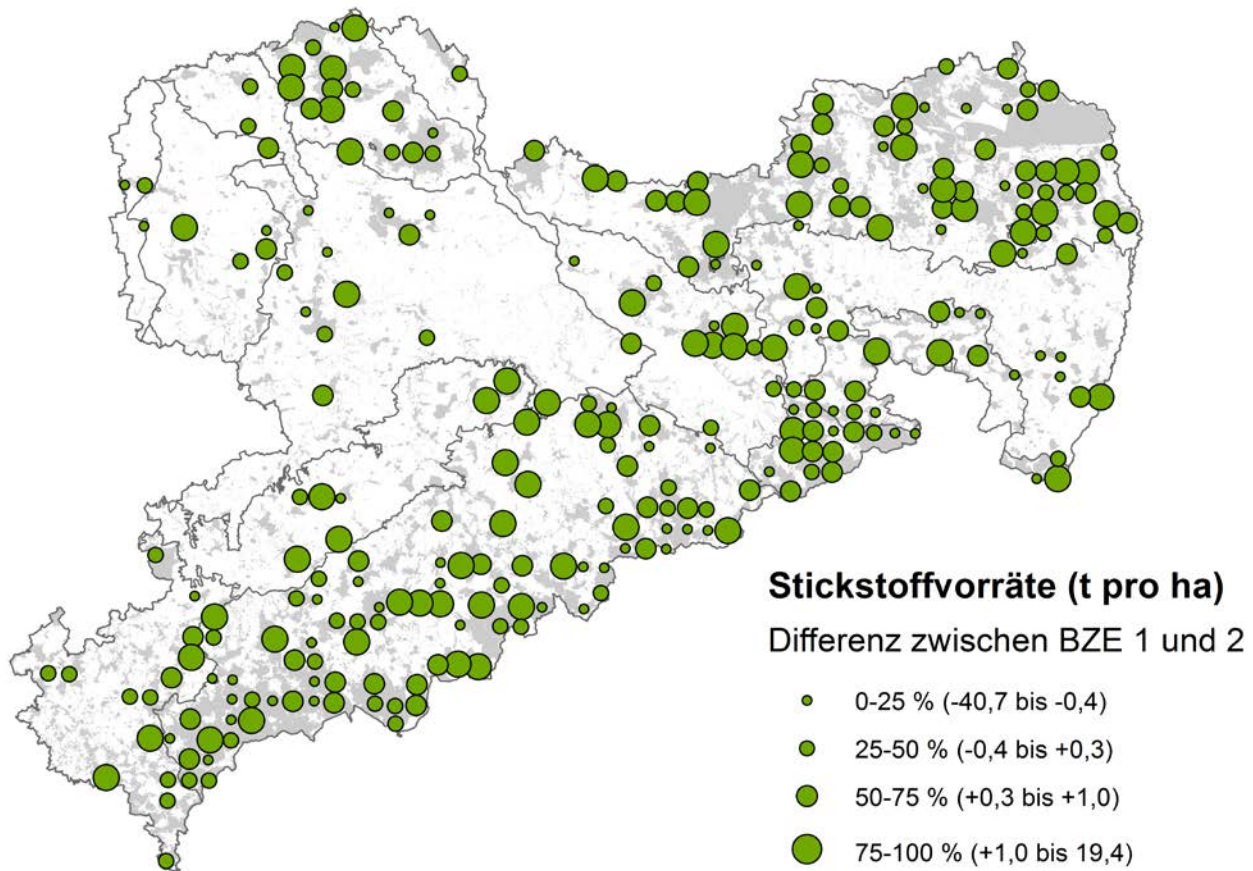 Stickstoffvorräte (t pro ha)
Differenz zwischen BZE 1 und 2
0-25 % (-40,7 bis -0,4)
25-50 % (-0,4 bis +0,3)
50-75 % (+0,3 bis +1,0)
75-100 % (+1,0 bis 19,4)